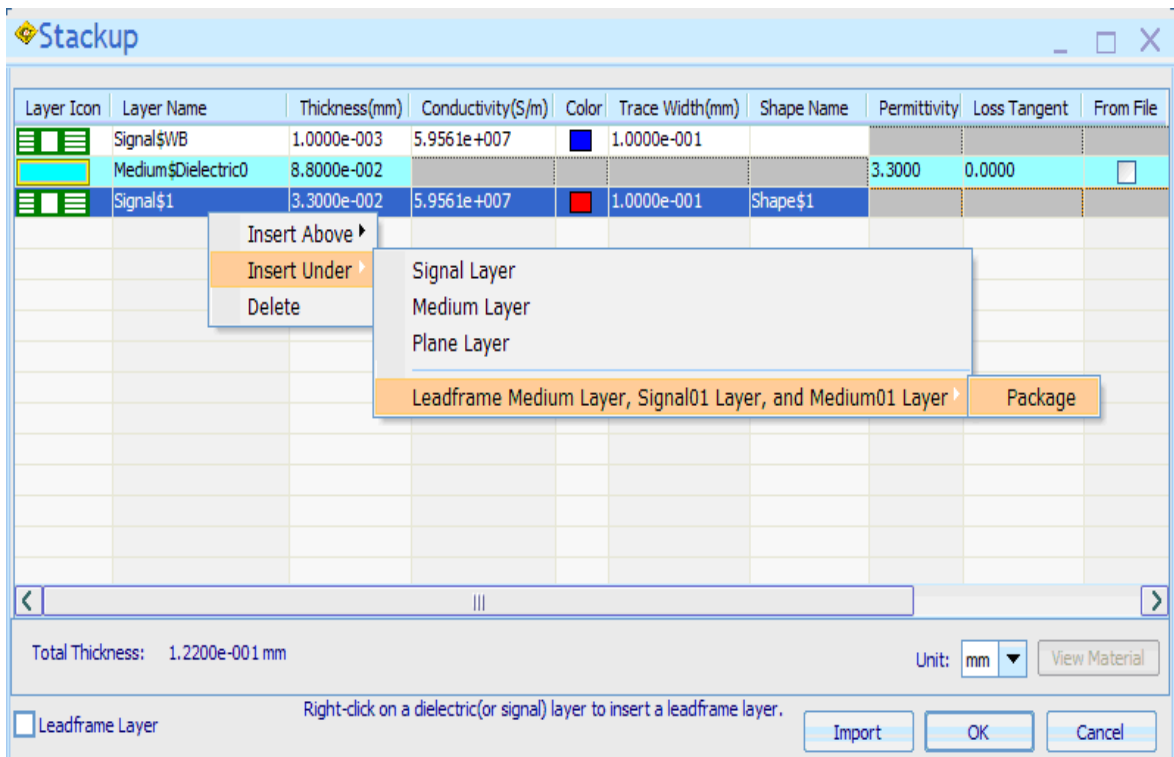 Stackup
Layer Icon Layer Name Thickness(mm) Conductivity(S/m) Color Trace Width(mm) Shape Name Permittivity Loss Tangent From File
Signal$WB 1.0000e-003 5.9561e+007 1.0000e-001
Medium$Dielectric0 8.8000e-002 3.3000 0.0000
Signal$1 3.3000e-002 5.9561e+007 1.0000e-001 Shape$1
Insert Above
Insert Under
Delete
Signal Layer
Medium Layer
Plane Layer
Leadframe Medium Layer, Signal01 Layer, and Medium01 Layer
Package
Total Thickness: 1.2200e-001 mm
Unit: mm
View Material
Leadframe Layer
Right-click on a dielectric(or signal) layer to insert a leadframe layer.
Import
OK
Cancel